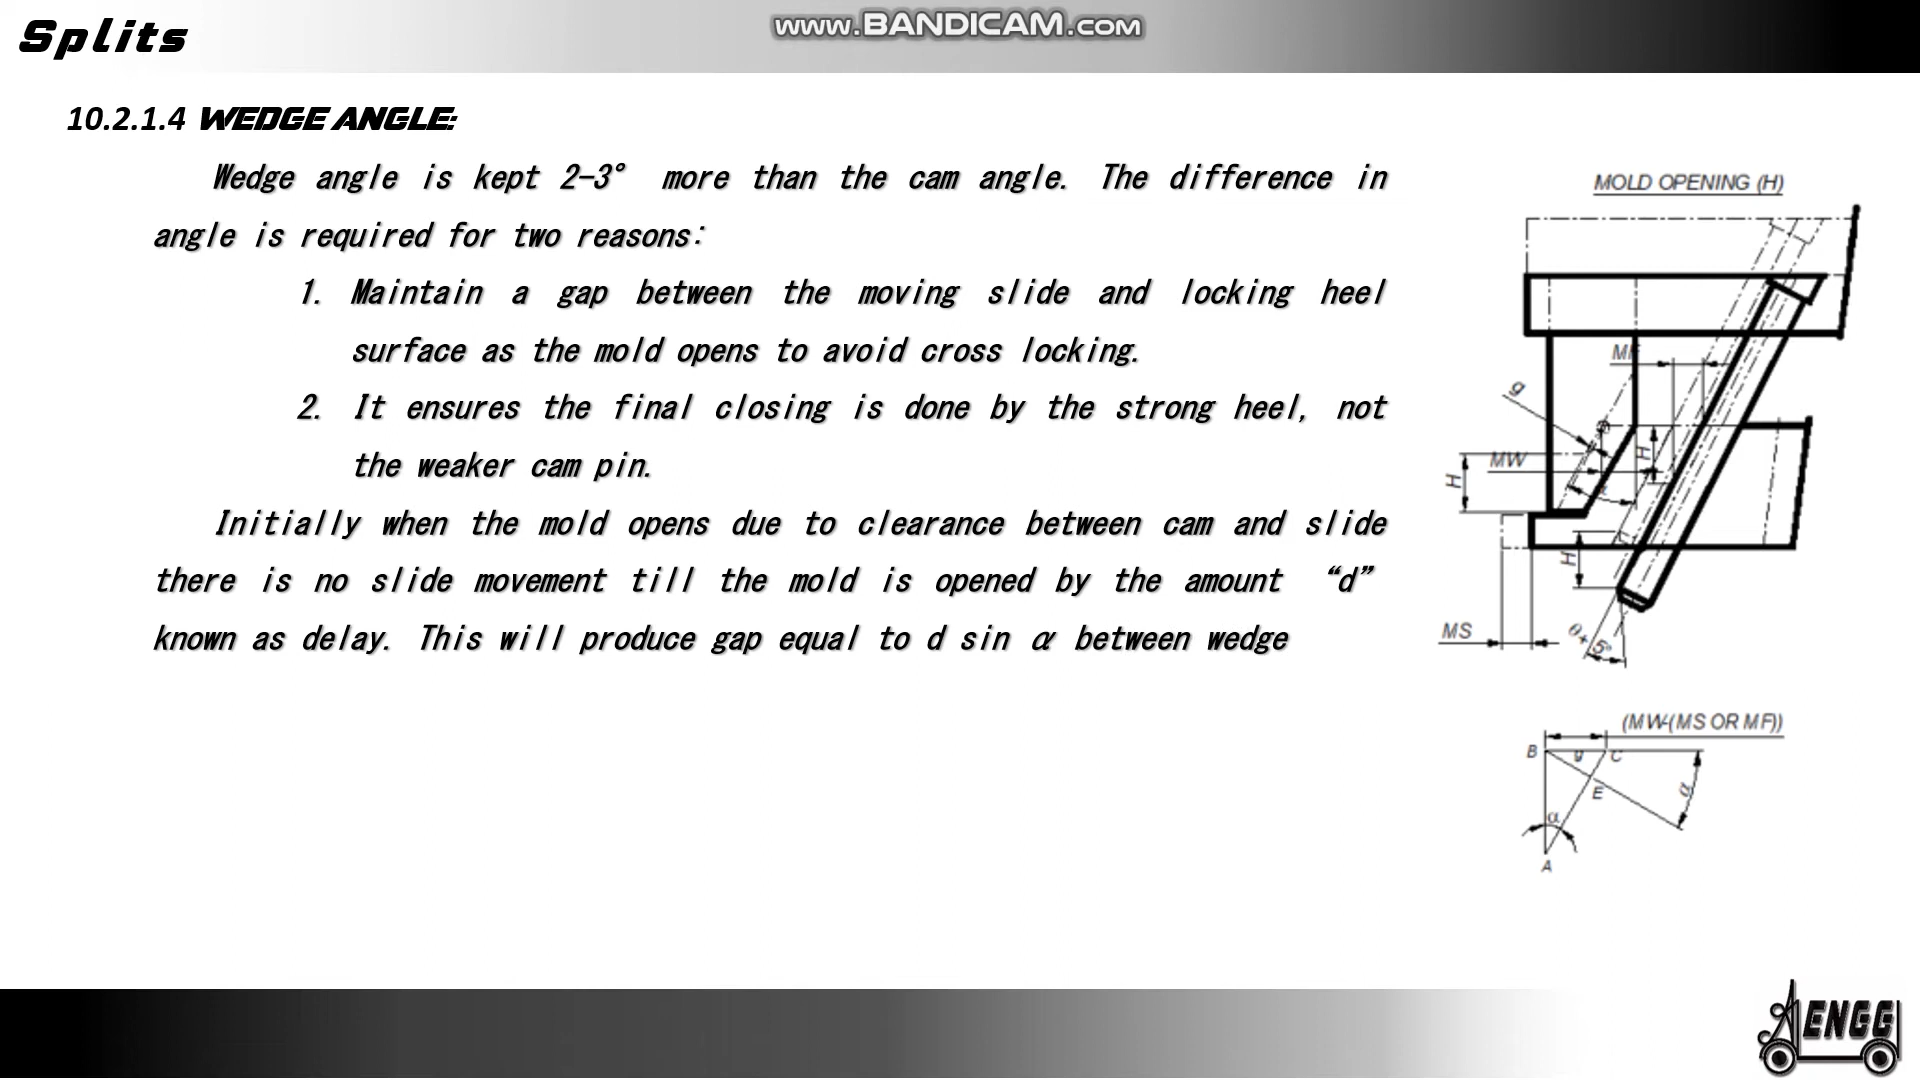 Splits
www.BANDICAM.com
10.2.1.4 WEDGE ANGLE:
Wedge angle is kept 2-3° more than the cam angle. The difference in
angle is required for two reasons:
1. Maintain a gap between the moving slide and locking heel
surface as the mold opens to avoid cross locking.
2. It ensures the final closing is done by the strong heel, not
the weaker cam pin.
Initially when the mold opens due to clearance between cam and slide
there is no slide movement till the mold is opened by the amount “d”
known as delay. This will produce gap equal to d sin α between wedge
MOLD OPENING (H)
MF
g
MW
H
H
H
MS
θ+.5°
(MW-(MS OR MF))
B
g
C
E
α
α
A
ENGG